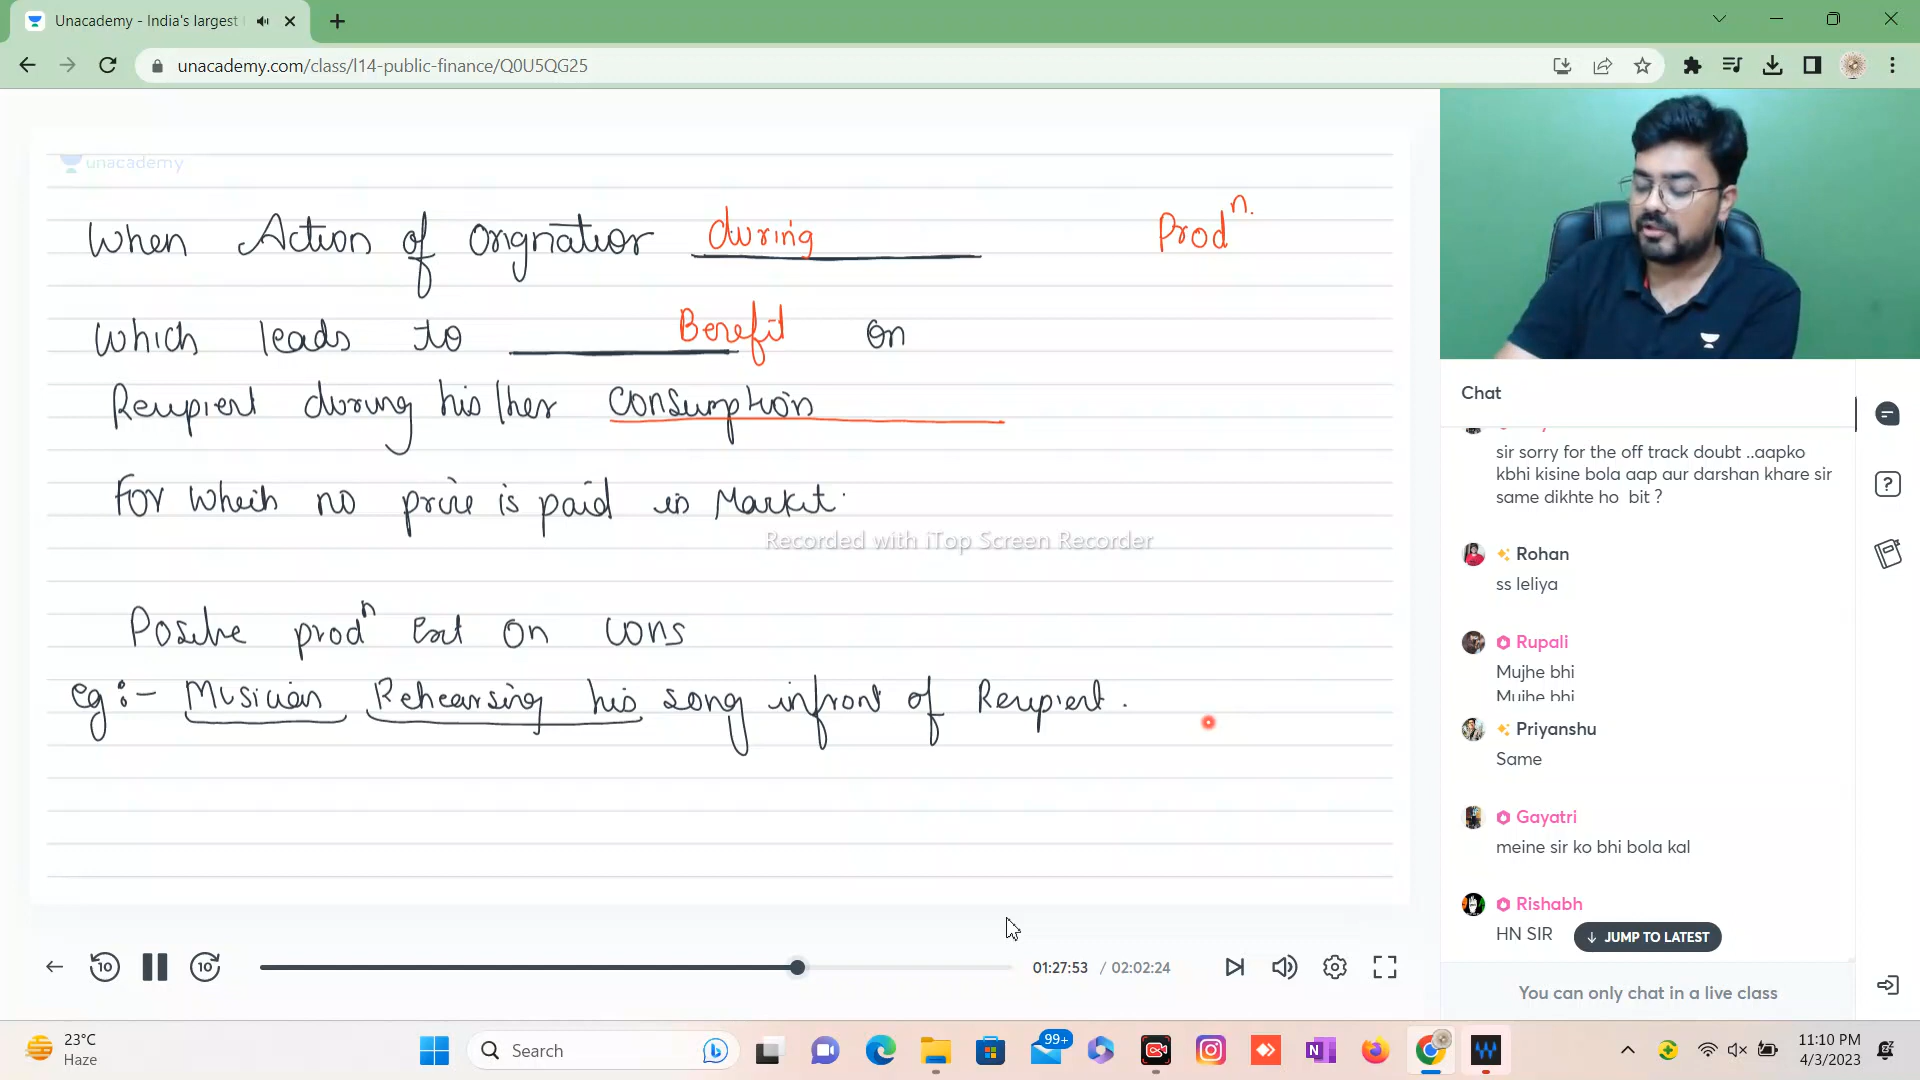 Unacademy - India's largest
unacademy.com/class/l14-public-finance/Q0U5QG25
unacademy
When Action of Orignatior during Prodⁿ.
Which leads to Benefit on
Recipient during his/her Consumption
For which no price is paid in Market.
Positive prodⁿ Ext on cons
eg:- Musician Rehearsing his song infront of Recipient.
Recorded with iTop Screen Recorder
01:27:53 / 02:02:24
Chat
sir sorry for the off track doubt ..aapko
kbhi kisine bola aap aur darshan khare sir
same dikhte ho bit ?
Rohan
ss leliya
Rupali
Mujhe bhi
Mujhe bhi
Priyanshu
Same
Gayatri
meine sir ko bhi bola kal
Rishabh
HN SIR
JUMP TO LATEST
You can only chat in a live class
10
10
23°C
Haze
Search
99+
11:10 PM
4/3/2023